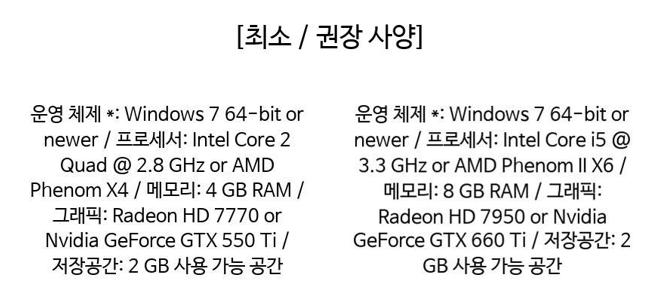 [최소 / 권장 사양]
운영 체제 *: Windows 7 64-bit or
newer / 프로세서: Intel Core 2
Quad @ 2.8 GHz or AMD
Phenom X4 / 메모리: 4 GB RAM /
그래픽: Radeon HD 7770 or
Nvidia GeForce GTX 550 Ti /
저장공간: 2 GB 사용 가능 공간
운영 체제 *: Windows 7 64-bit or
newer / 프로세서: Intel Core i5 @
3.3 GHz or AMD Phenom II X6 /
메모리: 8 GB RAM / 그래픽:
Radeon HD 7950 or Nvidia
GeForce GTX 660 Ti / 저장공간: 2
GB 사용 가능 공간